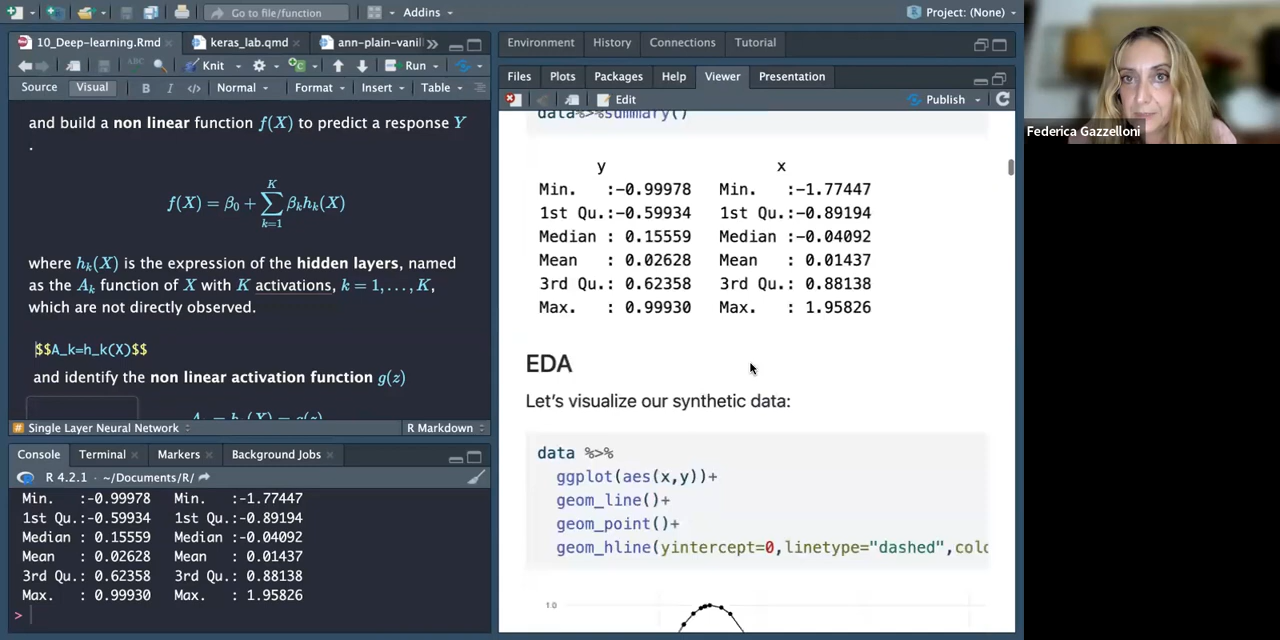 Go to file/function
Addins
Project: (None)
10_Deep-learning.Rmd
keras_lab.qmd
ann-plain-vanil
Knit
Run
Source
Visual
B
I
</>
Normal
Format
Insert
Table
and build a non linear function f(X) to predict a response Y
.
f(X) = β0 + ∑ k=1 K βkhk(X)
where hk(X) is the expression of the hidden layers, named
as the Ak function of X with K activations, k = 1, . . . , K,
which are not directly observed.
$$A_k=h_k(X)$$
and identify the non linear activation function g(z)
# Single Layer Neural Network
R Markdown
Console
Terminal
Markers
Background Jobs
R 4.2.1 · ~/Documents/R/
Min. :-0.99978 Min. :-1.77447
1st Qu.:-0.59934 1st Qu.:-0.89194
Median : 0.15559 Median :-0.04092
Mean : 0.02628 Mean : 0.01437
3rd Qu.: 0.62358 3rd Qu.: 0.88138
Max. : 0.99930 Max. : 1.95826
>
Environment
History
Connections
Tutorial
Files
Plots
Packages
Help
Viewer
Presentation
Edit
Publish
data%>%summary()
y x
Min. :-0.99978 Min. :-1.77447
1st Qu.:-0.59934 1st Qu.:-0.89194
Median : 0.15559 Median :-0.04092
Mean : 0.02628 Mean : 0.01437
3rd Qu.: 0.62358 3rd Qu.: 0.88138
Max. : 0.99930 Max. : 1.95826
EDA
Let's visualize our synthetic data:
data %>%
ggplot(aes(x,y))+
geom_line()+
geom_point()+
geom_hline(yintercept=0,linetype="dashed",colo
1.0
Federica Gazzelloni